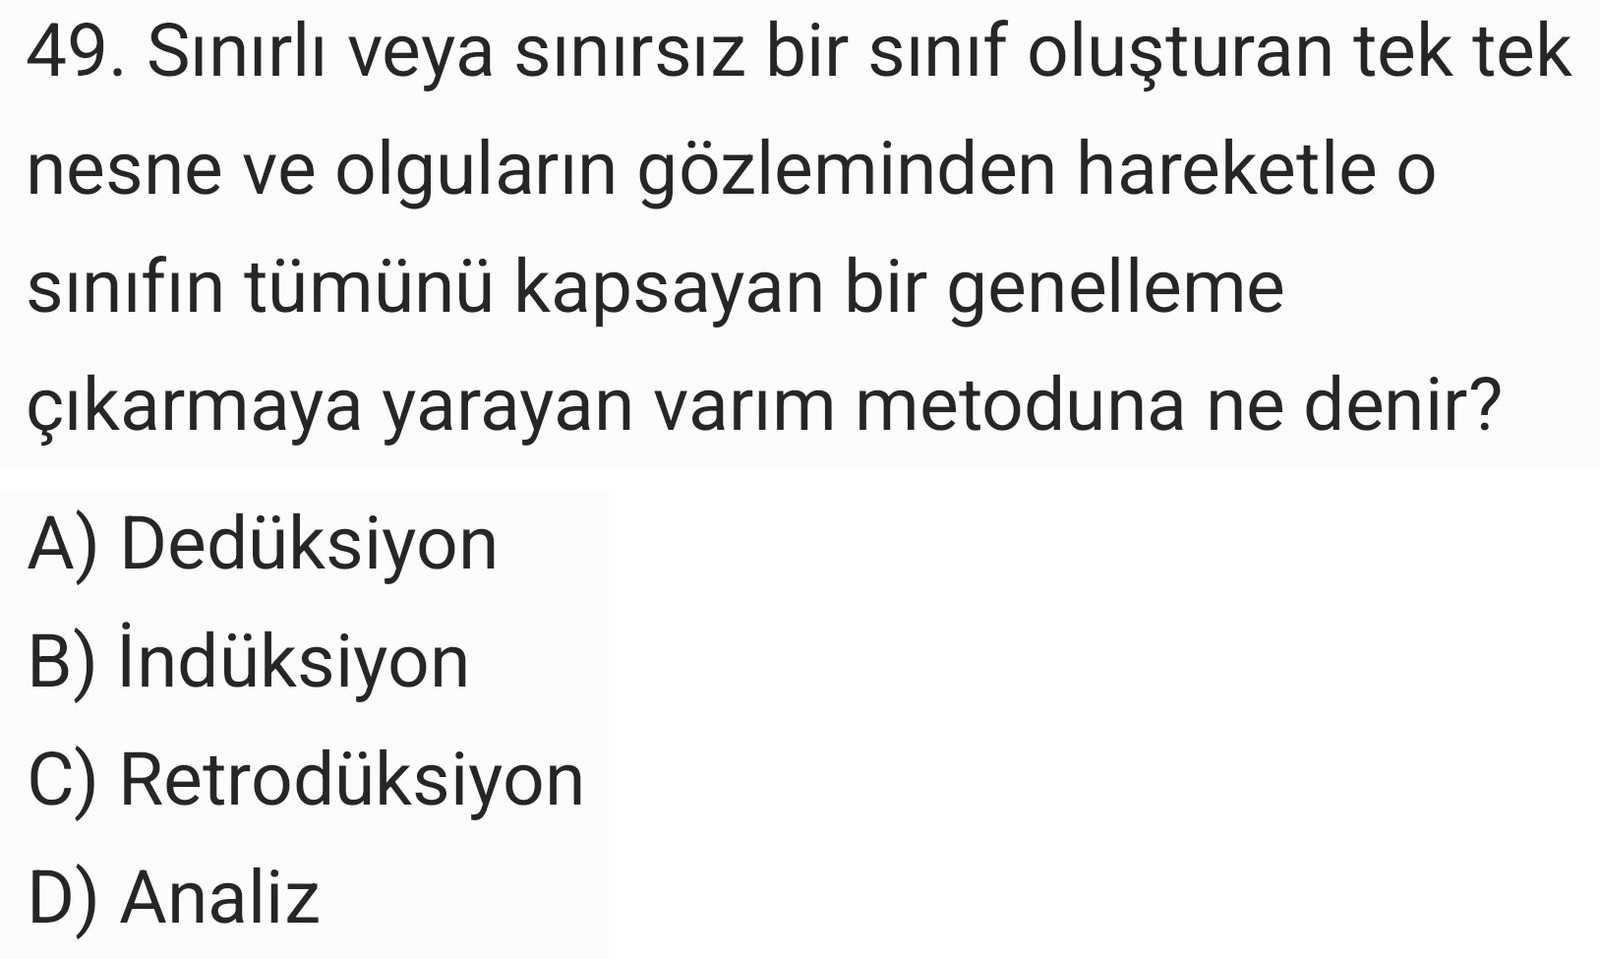 49. Sınırlı veya sınırsız bir sınıf oluşturan tek tek
nesne ve olguların gözleminden hareketle o
sınıfın tümünü kapsayan bir genelleme
çıkarmaya yarayan varım metoduna ne denir?
A) Dedüksiyon
B) İndüksiyon
C) Retrodüksiyon
D) Analiz